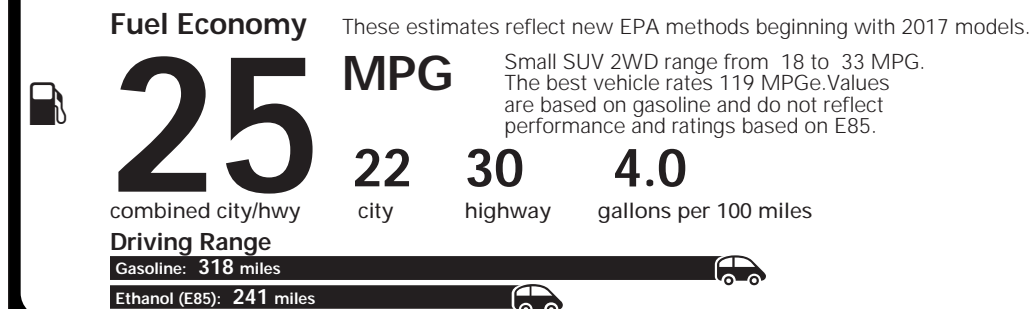 Fuel Economy These estimates reflect new EPA methods beginning with 2017 models.
25 MPG
Small SUV 2WD range from 18 to 33 MPG.
The best vehicle rates 119 MPGe.Values
are based on gasoline and do not reflect
performance and ratings based on E85.
22 30 4.0
combined city/hwy city highway gallons per 100 miles
Driving Range
Gasoline: 318 miles
Ethanol (E85): 241 miles